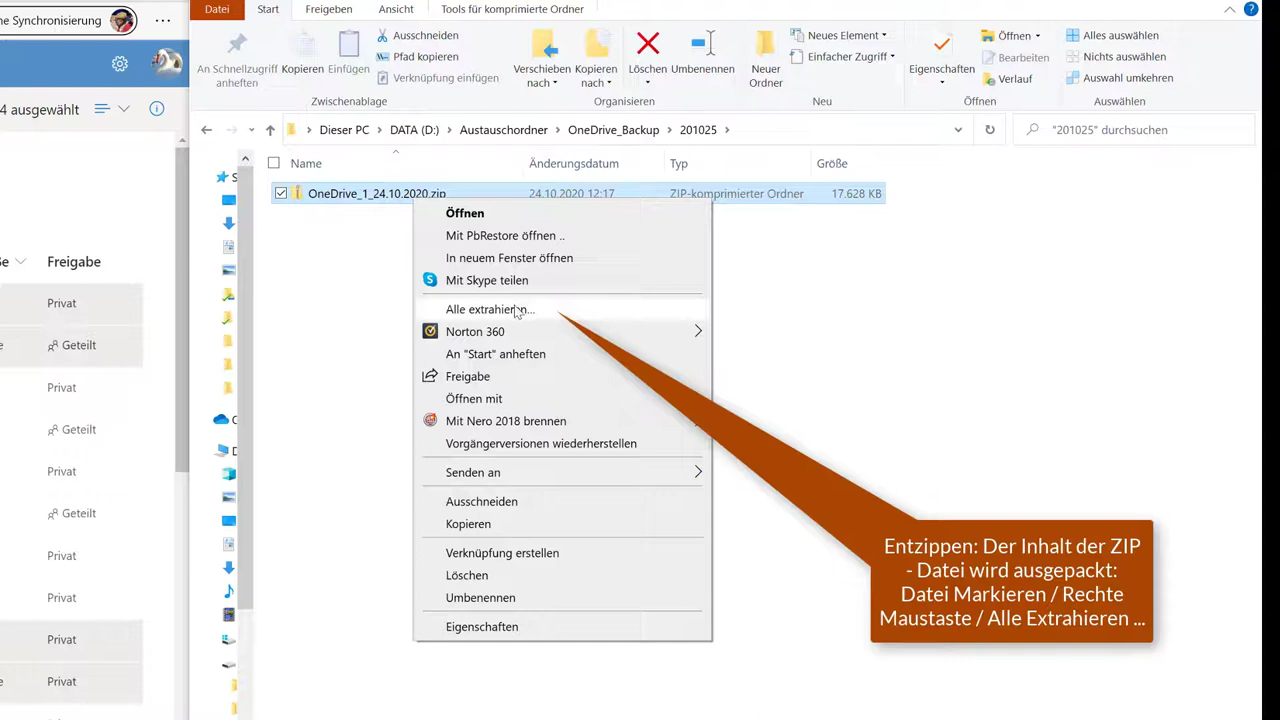 ne Synchronisierung
4 ausgewählt
Freigabe
Privat
Geteilt
Privat
Geteilt
Privat
Geteilt
Privat
Privat
Privat
Privat
Datei
Start
Freigeben
Ansicht
Tools für komprimierte Ordner
An Schnellzugriff
anheften
Kopieren
Einfügen
Ausschneiden
Pfad kopieren
Verknüpfung einfügen
Zwischenablage
Verschieben
nach
Kopieren
nach
Löschen
Umbenennen
Organisieren
Neuer
Ordner
Neues Element
Einfacher Zugriff
Neu
Eigenschaften
Öffnen
Bearbeiten
Verlauf
Öffnen
Alles auswählen
Nichts auswählen
Auswahl umkehren
Auswählen
Dieser PC
DATA (D:)
Austauschordner
OneDrive_Backup
201025
"201025" durchsuchen
Name
Änderungsdatum
Typ
Größe
OneDrive_1_24.10.2020.zip
24.10.2020 12:17
ZIP-komprimierter Ordner
17.628 KB
Öffnen
Mit PbRestore öffnen ..
In neuem Fenster öffnen
Mit Skype teilen
Alle extrahieren...
Norton 360
An "Start" anheften
Freigabe
Öffnen mit
Mit Nero 2018 brennen
Vorgängerversionen wiederherstellen
Senden an
Ausschneiden
Kopieren
Verknüpfung erstellen
Löschen
Umbenennen
Eigenschaften
Entzippen: Der Inhalt der ZIP
- Datei wird ausgepackt:
Datei Markieren / Rechte
Maustaste / Alle Extrahieren ...